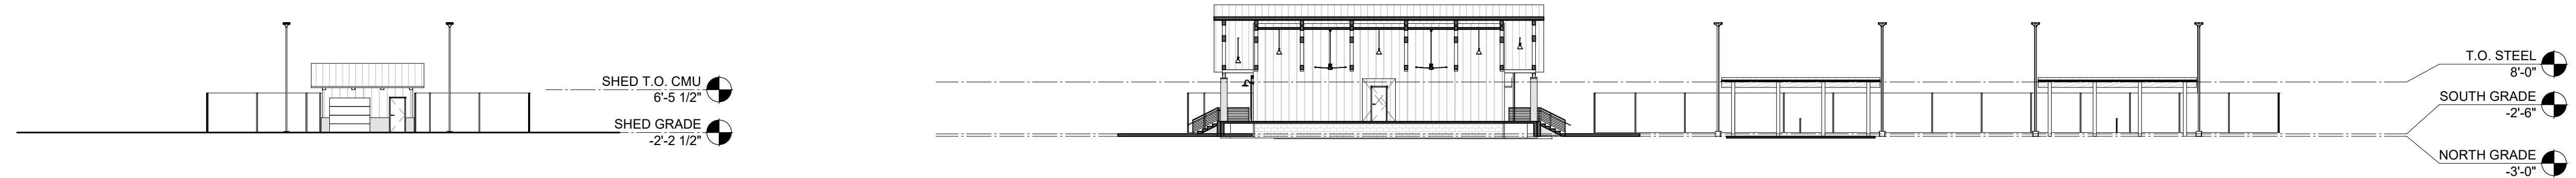 SHED T.O. CMU
6'-5 1/2"
SHED GRADE
-2'-2 1/2"
T.O. STEEL
8'-0"
SOUTH GRADE
-2'-6"
NORTH GRADE
-3'-0"